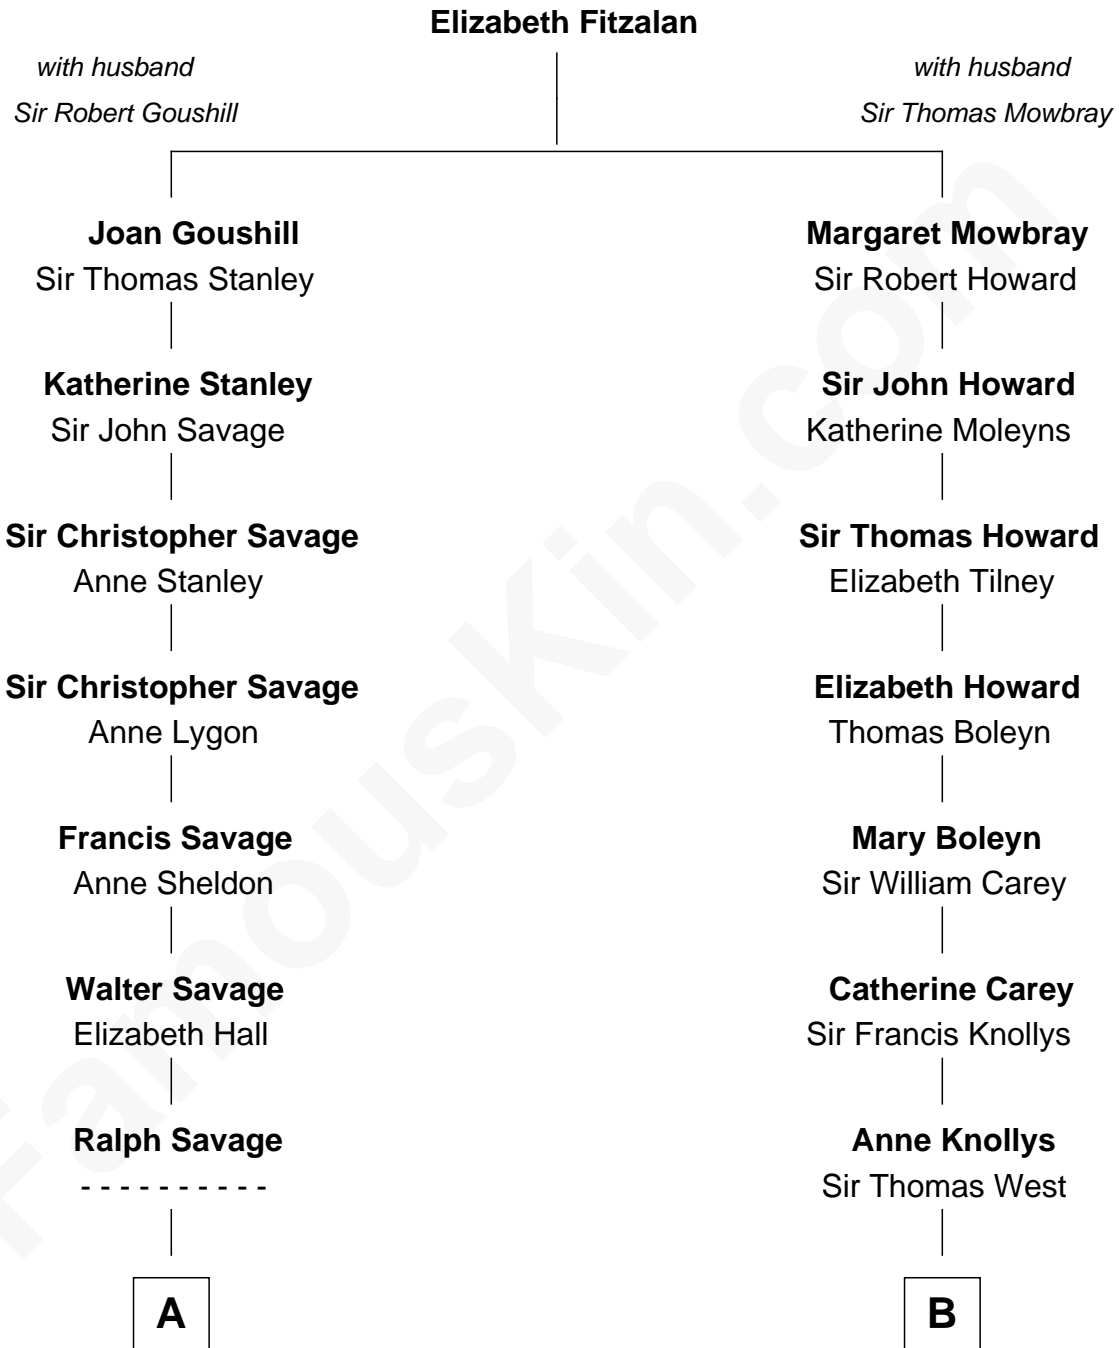 Elizabeth Fitzalan
with husband
Sir Robert Goushill
with husband
Sir Thomas Mowbray
Joan Goushill
Sir Thomas Stanley
Margaret Mowbray
Sir Robert Howard
Katherine Stanley
Sir John Savage
Sir John Howard
Katherine Moleyns
Sir Christopher Savage
Anne Stanley
Sir Thomas Howard
Elizabeth Tilney
Sir Christopher Savage
Anne Lygon
Elizabeth Howard
Thomas Boleyn
Francis Savage
Anne Sheldon
Mary Boleyn
Sir William Carey
Walter Savage
Elizabeth Hall
Catherine Carey
Sir Francis Knollys
Ralph Savage
- - - - - - - - - -
Anne Knollys
Sir Thomas West
A
B
FamousKin.com